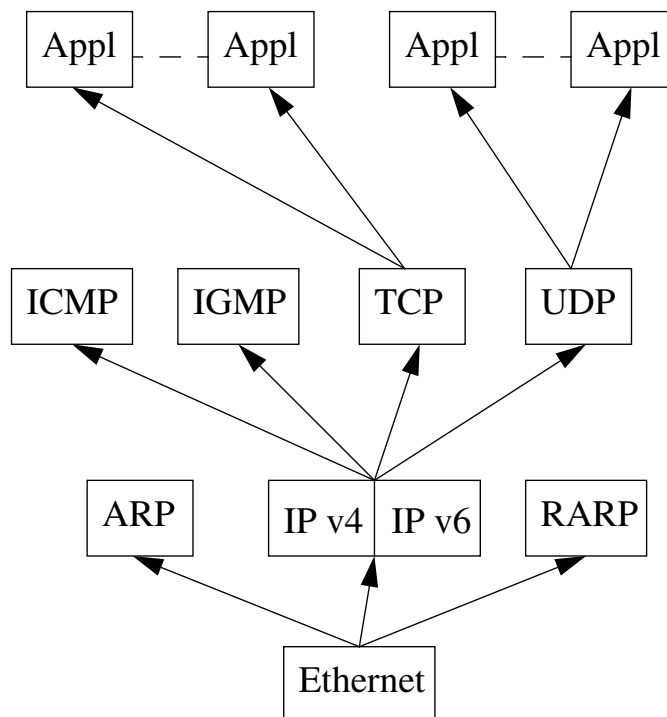 Appl Appl Appl Appl
ICMP IGMP TCP UDP
ARP IP v4 IP v6 RARP
Ethernet